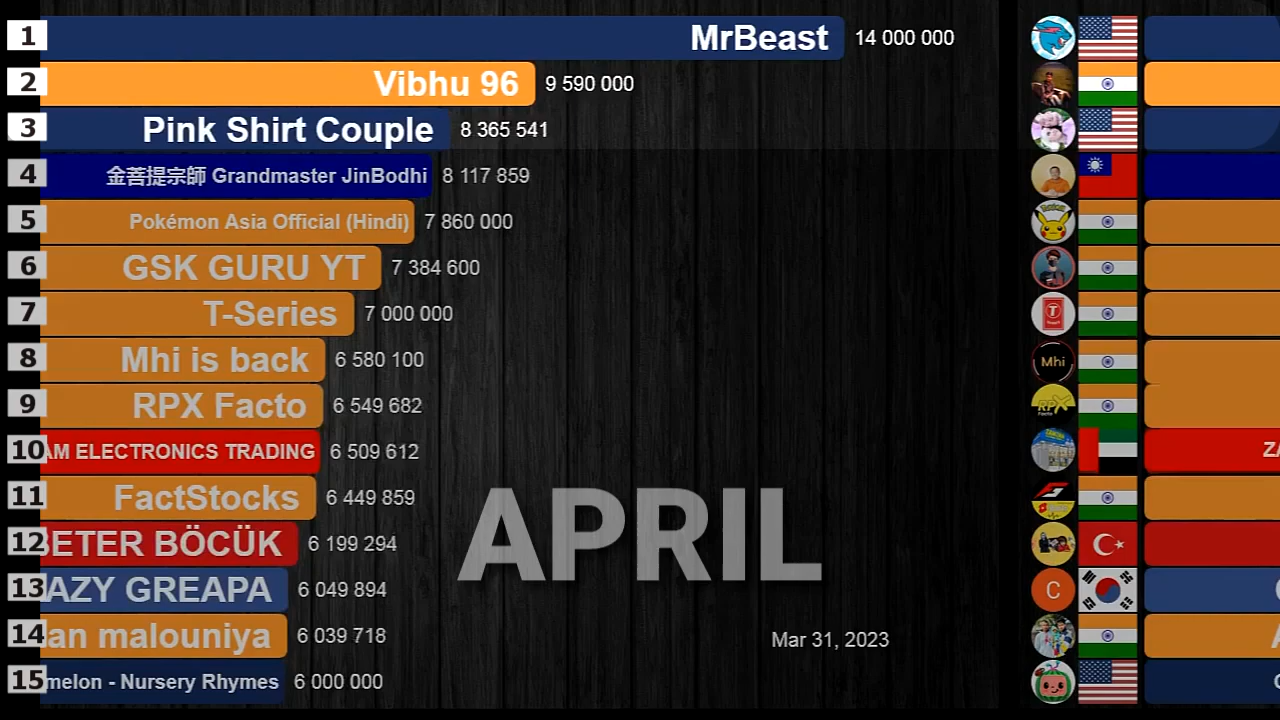 1 MrBeast 14 000 000
2 Vibhu 96 9 590 000
3 Pink Shirt Couple 8 365 541
4 金菩提宗師 Grandmaster JinBodhi 8 117 859
5 Pokémon Asia Official (Hindi) 7 860 000
6 GSK GURU YT 7 384 600
7 T-Series 7 000 000
8 Mhi is back 6 580 100 Mhi
9 RPX Facto 6 549 682
10 AM ELECTRONICS TRADING 6 509 612 ZA
11 FactStocks 6 449 859
APRIL
12 BETER BÖCÜK 6 199 294
13 AZY GREAPA 6 049 894 C
14 an malouniya 6 039 718
Mar 31, 2023
15 melon - Nursery Rhymes 6 000 000